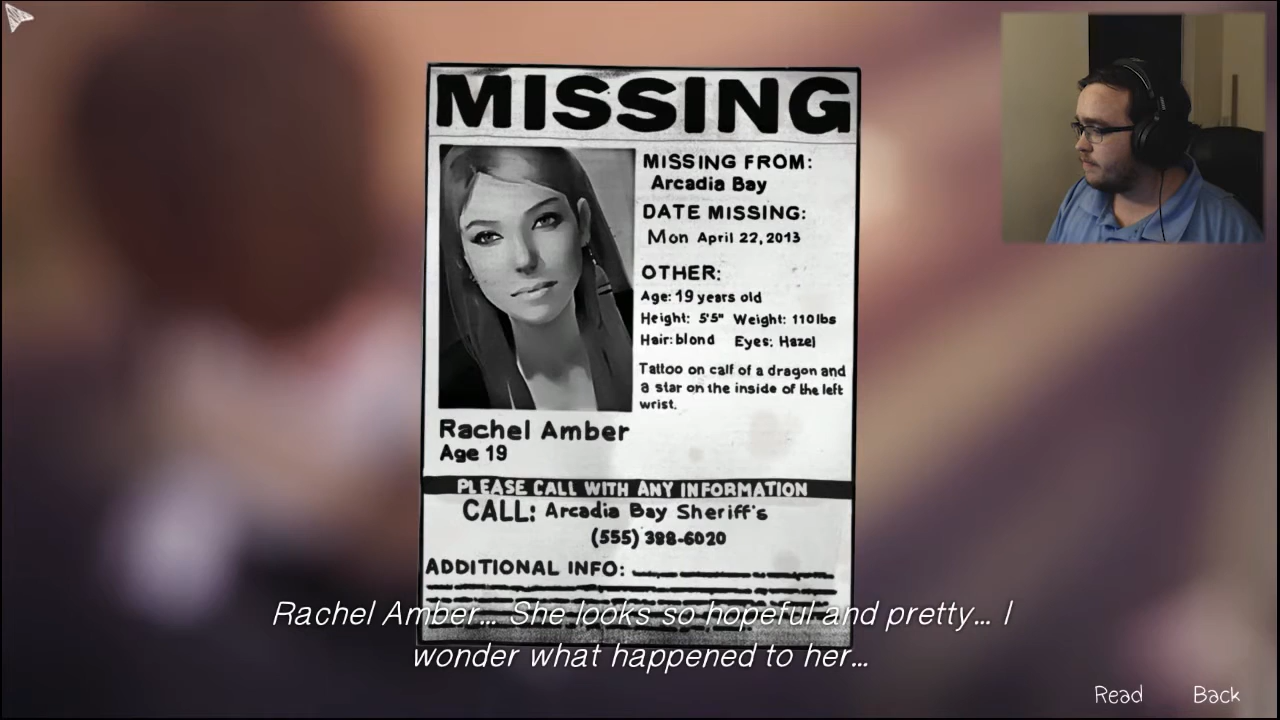 MISSING
MISSING FROM:
Arcadia Bay
DATE MISSING:
Mon April 22, 2013
OTHER:
Age: 19 years old
Height: 5'5" Weight: 110lbs
Hair: blond Eyes: Hazel
Tattoo on calf of a dragon and
a star on the inside of the left
wrist.
Rachel Amber
Age 19
PLEASE CALL WITH ANY INFORMATION
CALL: Arcadia Bay Sheriff's
(555) 398-6020
ADDITIONAL INFO:
Rachel Amber... She looks so hopeful and pretty... I
wonder what happened to her...
Read Back